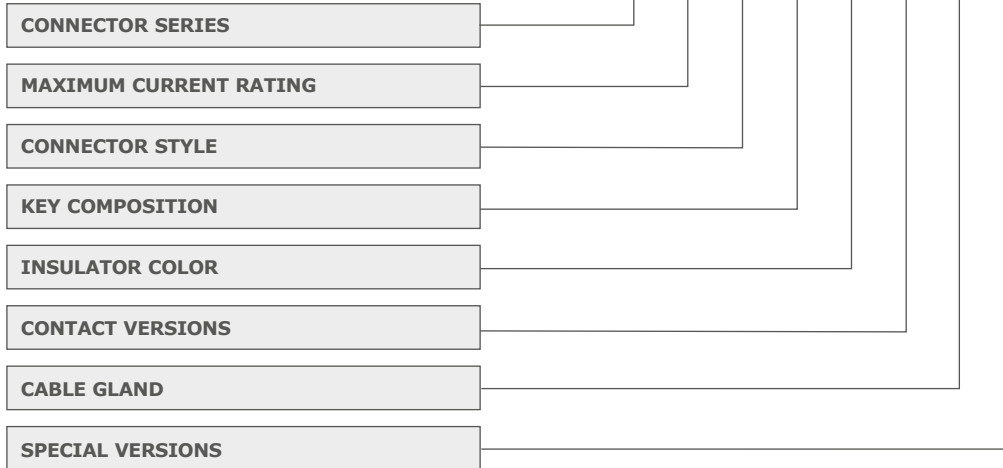 CONNECTOR SERIES
MAXIMUM CURRENT RATING
CONNECTOR STYLE
KEY COMPOSITION
INSULATOR COLOR
CONTACT VERSIONS
CABLE GLAND
SPECIAL VERSIONS